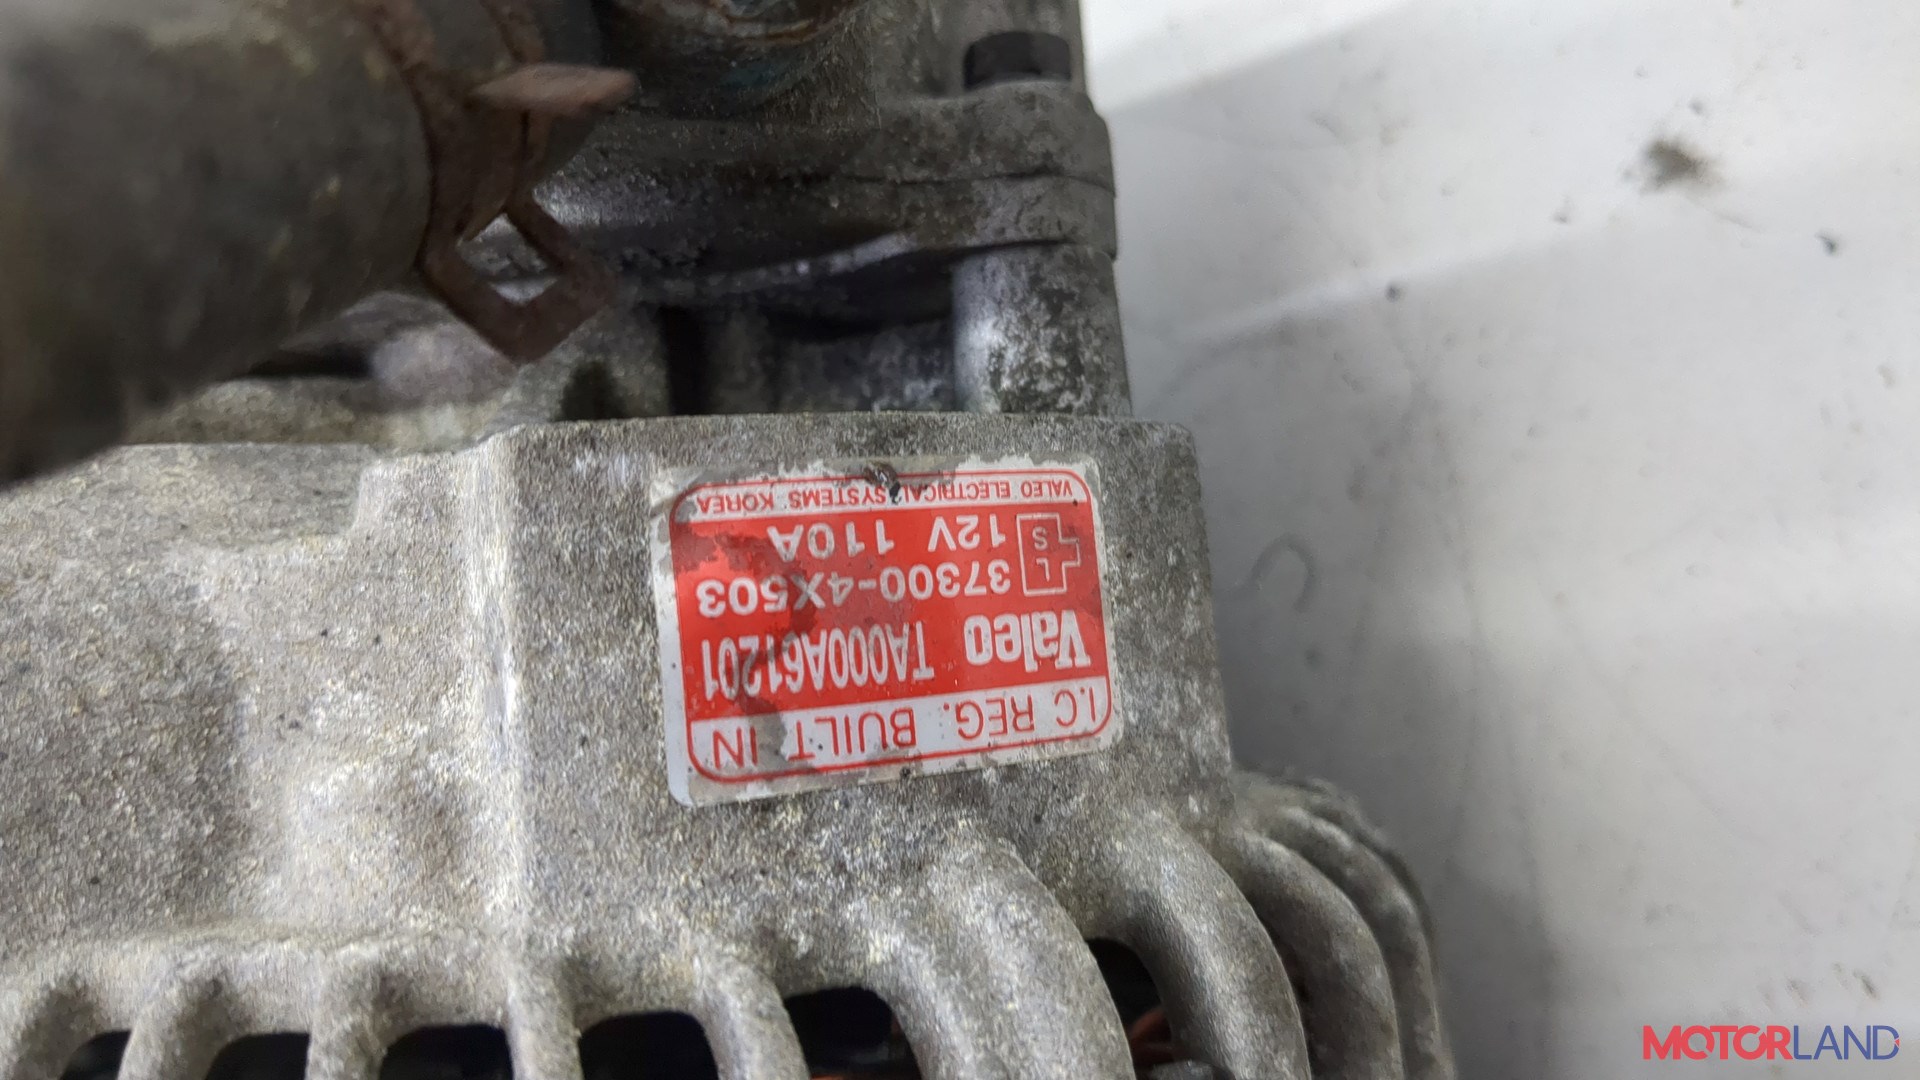 I.C REG. BUILT IN
Valeo TA000A61201
37300-4X503
L
S
12V 110A
VALEO ELECTRICAL SYSTEMS KOREA
MOTORLAND